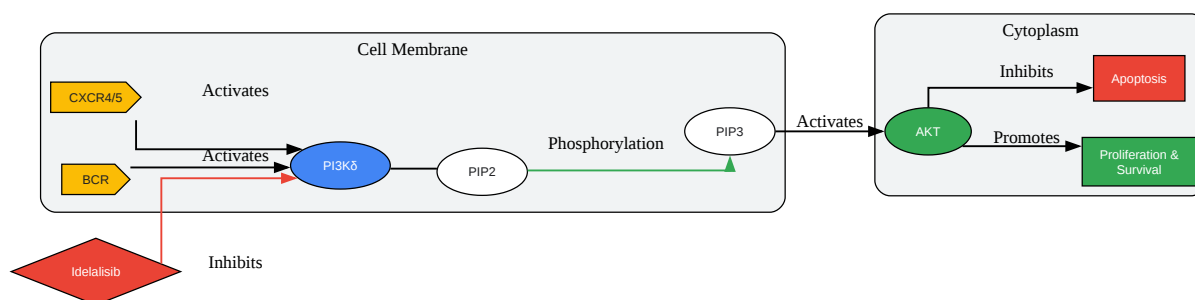 Cell Membrane
Cytoplasm
CXCR4/5
Activates
BCR
Activates
PI3Kδ
PIP2
Phosphorylation
PIP3
Activates
AKT
Inhibits
Apoptosis
Promotes
Proliferation &
Survival
Idelalisib
Inhibits